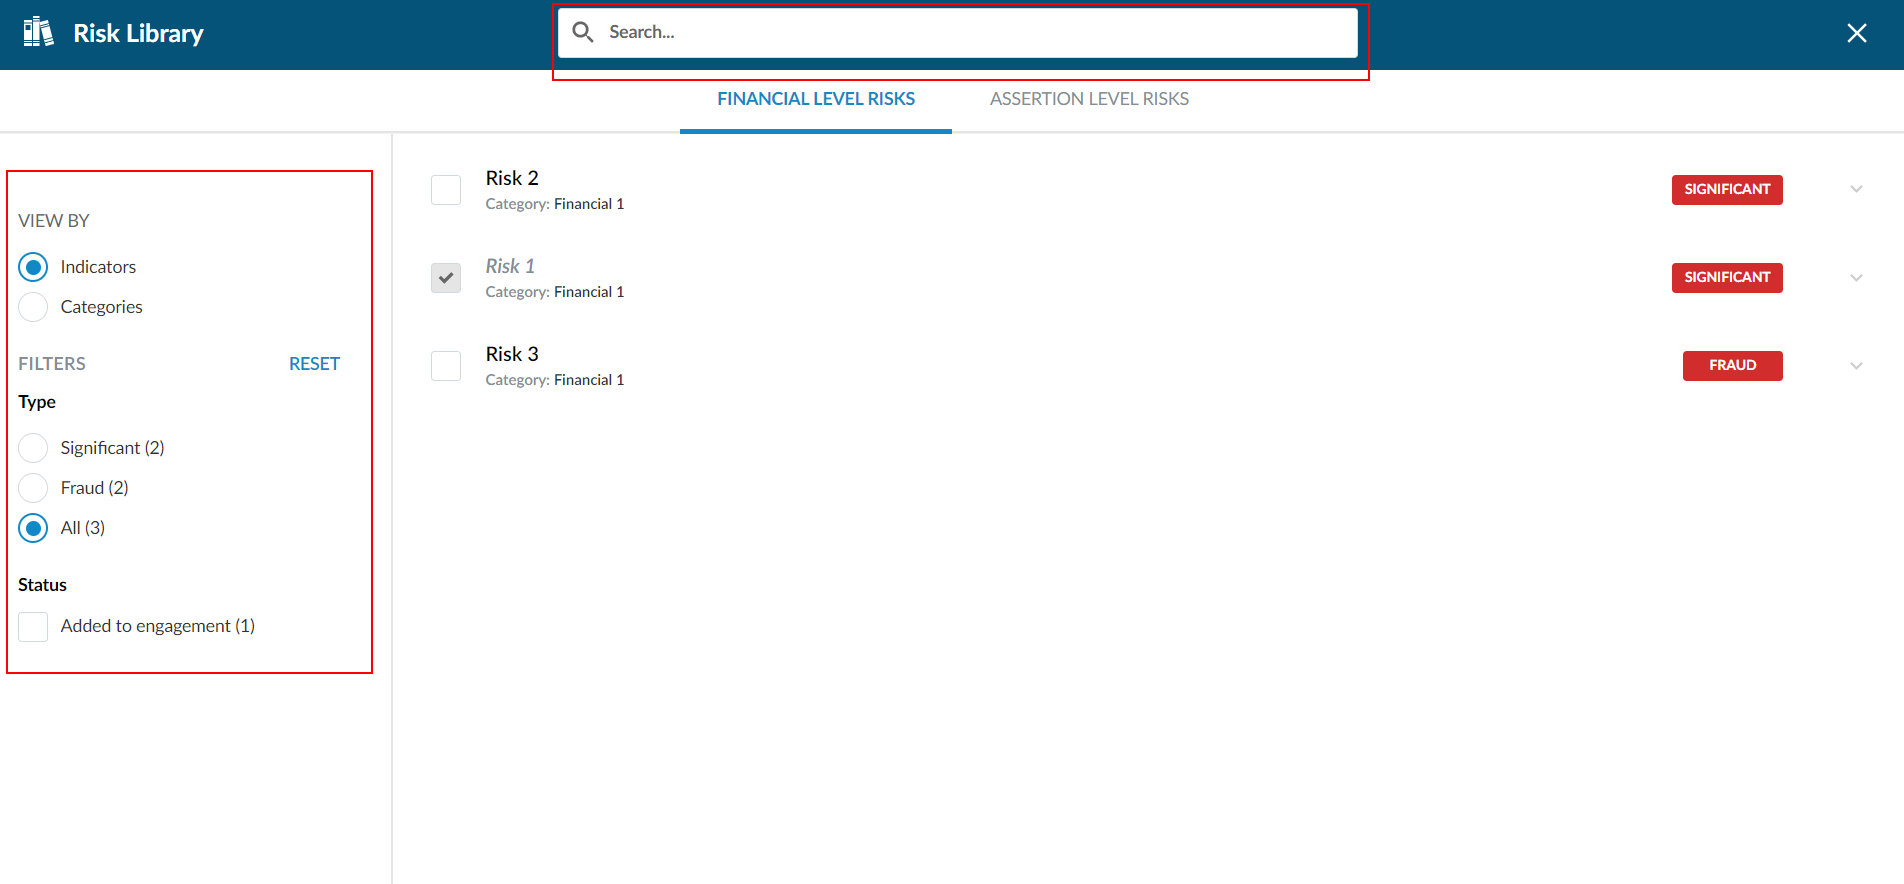 Risk Library
Search...
FINANCIAL LEVEL RISKS
ASSERTION LEVEL RISKS
VIEW BY
Indicators
Categories
FILTERS RESET
Type
Significant (2)
Fraud (2)
All (3)
Status
Added to engagement (1)
Risk 2
Category: Financial 1
SIGNIFICANT
Risk 1
Category: Financial 1
SIGNIFICANT
Risk 3
Category: Financial 1
FRAUD